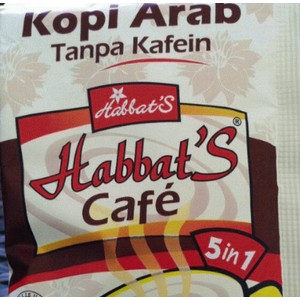 Kopi Arab
Tanpa Kafein
Habbat'S
Habbat'S®
Café
5 in 1